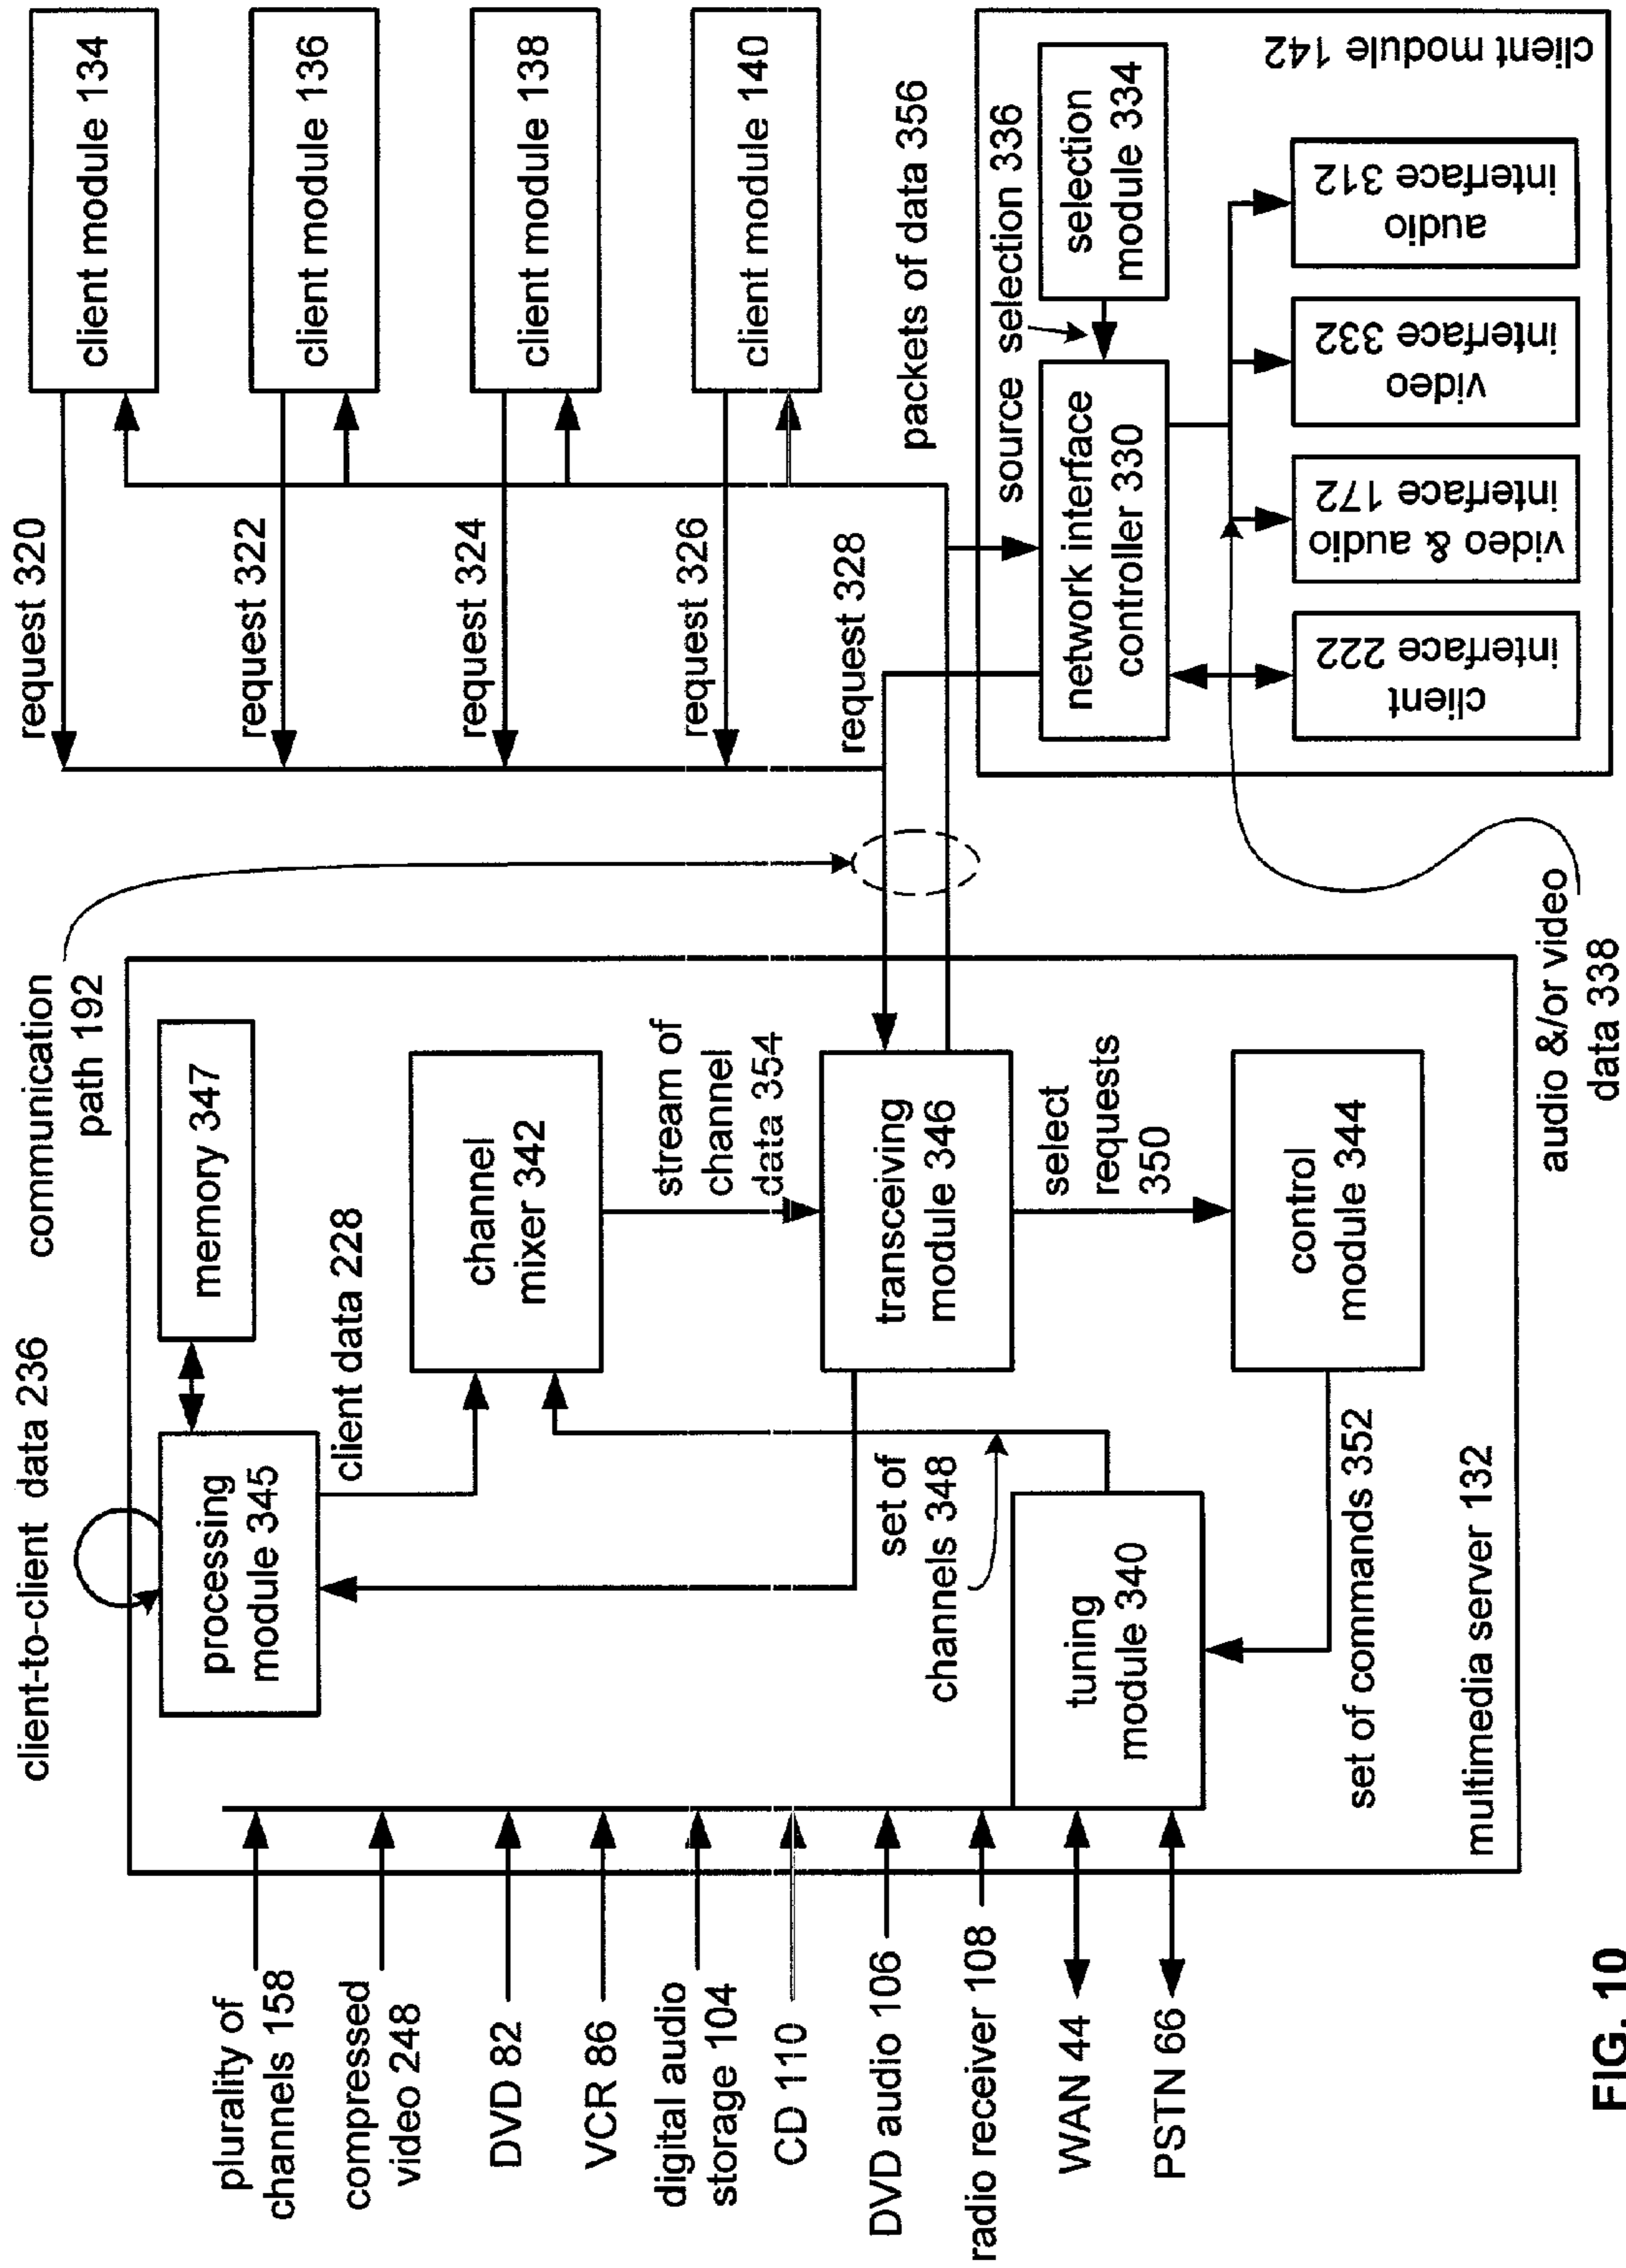 client-to-client data 236
communication
path 192
request 320
client module 134
request 322
client module 136
request 324
client module 138
request 326
client module 140
request 328
packets of data 356
processing
module 345
memory 347
client data 228
channel
mixer 342
stream of
channel
data 354
transceiving
module 346
select
requests
350
control
module 344
set of
channels 348
tuning
module 340
set of commands 352
multimedia server 132
plurality of
channels 158
compressed
video 248
DVD 82
VCR 86
digital audio
storage 104
CD 110
DVD audio 106
radio receiver 108
WAN 44
PSTN 66
source selection 336
network interface
controller 330
selection
module 334
client
interface 222
video & audio
interface 172
video
interface 332
audio
interface 312
client module 142
audio &/or video
data 338
FIG. 10